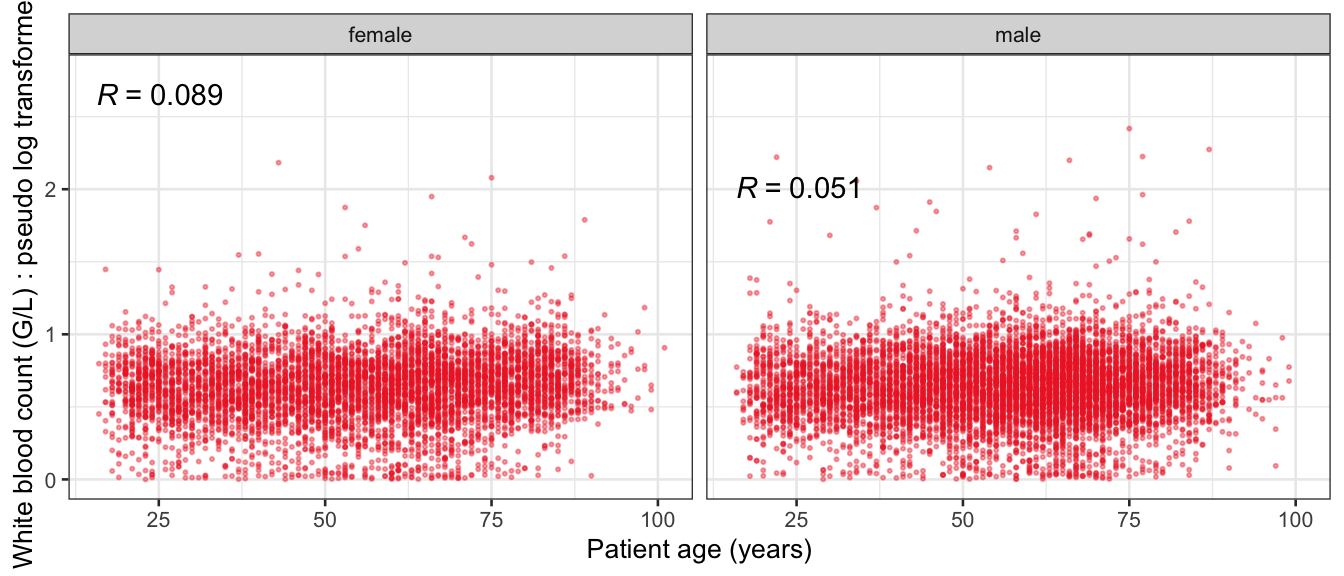 female
male
White blood count (G/L) : pseudo log transforme
R = 0.089
R = 0.051
2
1
0
25
50
75
100
25
50
75
100
Patient age (years)